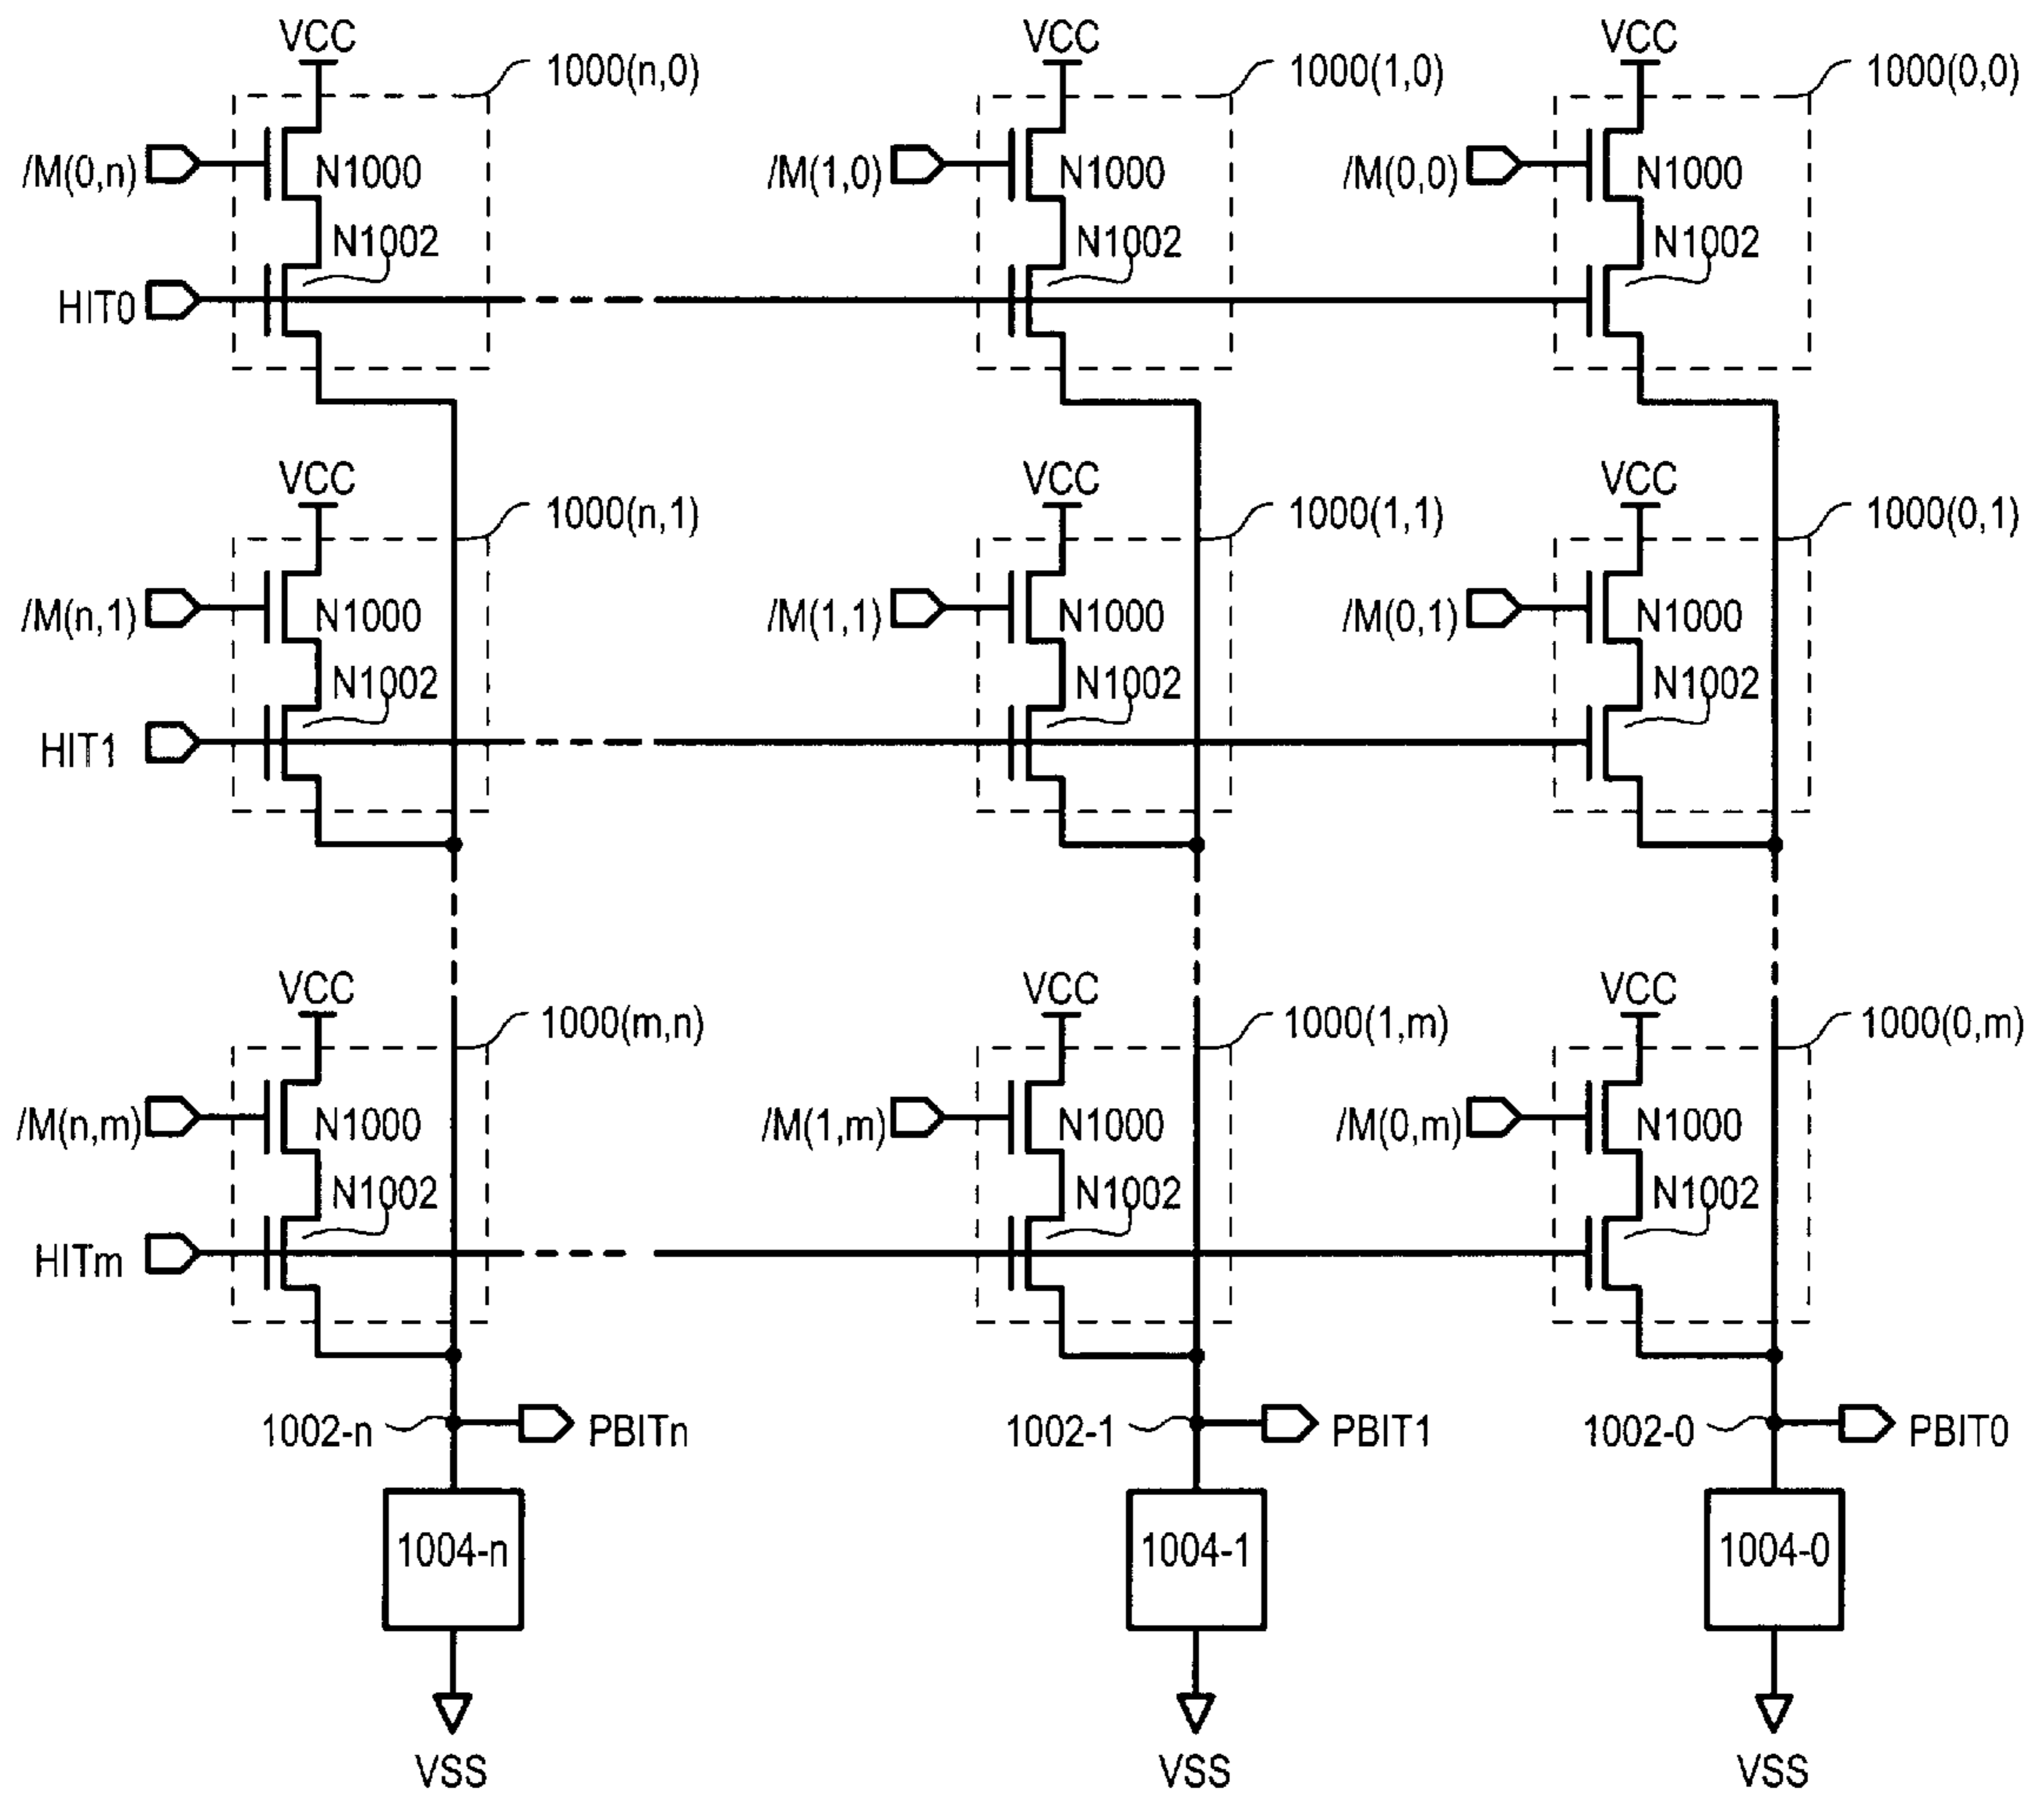 VCC VCC VCC
1000(n,0) 1000(1,0) 1000(0,0)
/M(0,n) N1000 /M(1,0) N1000 /M(0,0) N1000
N1002 N1002 N1002
HIT0
VCC VCC VCC
1000(n,1) 1000(1,1) 1000(0,1)
/M(n,1) N1000 /M(1,1) N1000 /M(0,1) N1000
N1002 N1002 N1002
HIT1
VCC VCC VCC
1000(m,n) 1000(1,m) 1000(0,m)
/M(n,m) N1000 /M(1,m) N1000 /M(0,m) N1000
N1002 N1002 N1002
HITm
1002-n PBITn 1002-1 PBIT1 1002-0 PBIT0
1004-n 1004-1 1004-0
VSS VSS VSS